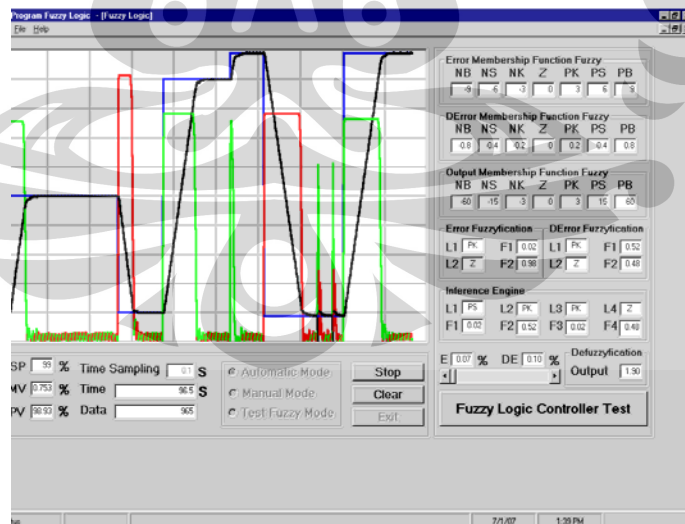 Program Fuzzy Logic - [Fuzzy Logic]
File Help
Error Membership Function Fuzzy
NB NS NK Z PK PS PB
-9 -6 -3 0 3 6 9
DError Membership Function Fuzzy
NB NS NK Z PK PS PB
-0.8 -0.4 -0.2 0 0.2 0.4 0.8
Output Membership Function Fuzzy
NB NS NK Z PK PS PB
-60 -15 -3 0 3 15 60
Error Fuzzyfication DError Fuzzyfication
L1 PK F1 0.02 L1 PK F1 0.52
L2 Z F2 0.98 L2 Z F2 0.48
Inference Engine
L1 PS L2 PK L3 PK L4 Z
F1 0.02 F2 0.52 F3 0.02 F4 0.48
SP 99 % Time Sampling 0.1 S
MV 0.753 % Time 96.5 S
PV 98.93 % Data 965
Automatic Mode
Manual Mode
Test Fuzzy Mode
Stop
Clear
Exit
E 0.07 % DE 0.10 % Defuzzyfication
Output 1.90
Fuzzy Logic Controller Test
7/1/07 1:39 PM